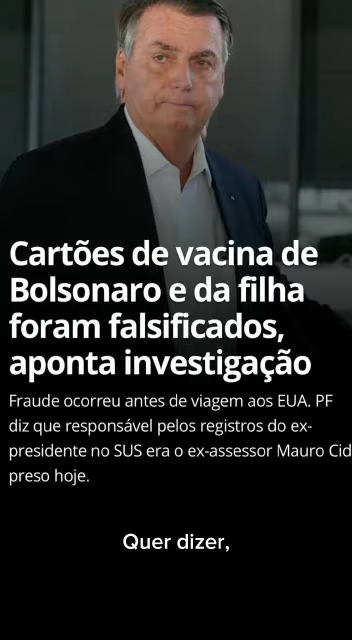 Cartões de vacina de
Bolsonaro e da filha
foram falsificados,
aponta investigação
Fraude ocorreu antes de viagem aos EUA. PF
diz que responsável pelos registros do ex-
presidente no SUS era o ex-assessor Mauro Cid
preso hoje.
Quer dizer,